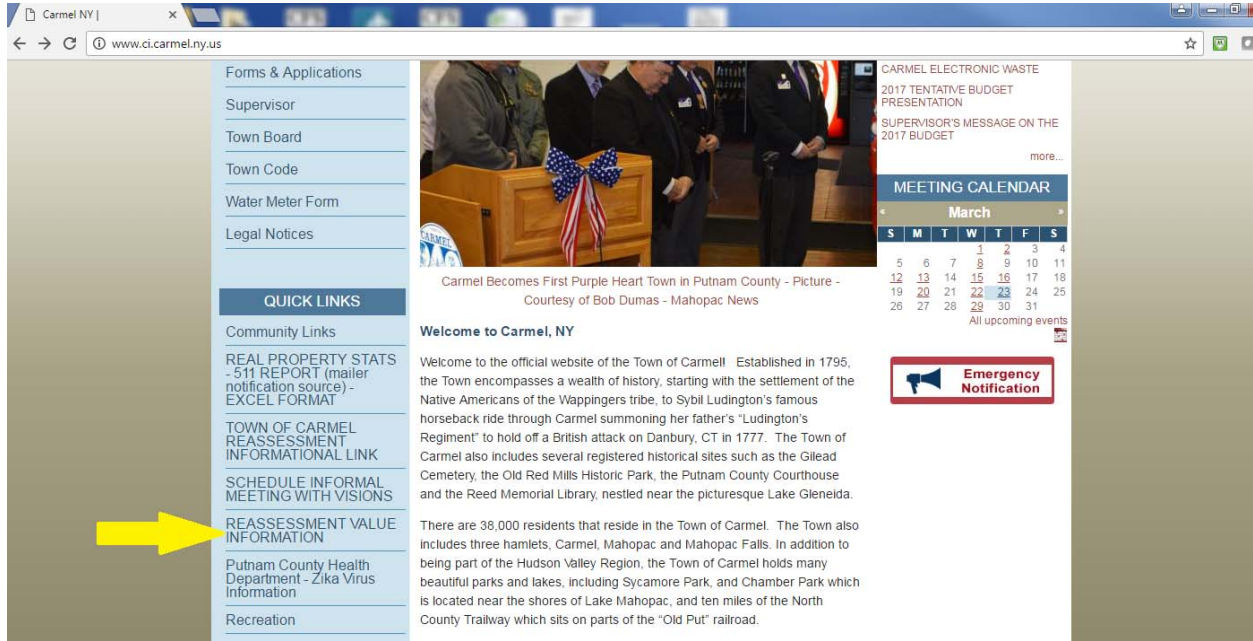 Carmel NY |
www.ci.carmel.ny.us
Forms & Applications
Supervisor
Town Board
Town Code
Water Meter Form
Legal Notices
QUICK LINKS
Community Links
REAL PROPERTY STATS
- 511 REPORT (mailer
notification source) -
EXCEL FORMAT
TOWN OF CARMEL
REASSESSMENT
INFORMATIONAL LINK
SCHEDULE INFORMAL
MEETING WITH VISIONS
REASSESSMENT VALUE
INFORMATION
Putnam County Health
Department - Zika Virus
Information
Recreation
CARMEL
Carmel Becomes First Purple Heart Town in Putnam County - Picture -
Courtesy of Bob Dumas - Mahopac News
Welcome to Carmel, NY
Welcome to the official website of the Town of Carmel! Established in 1795,
the Town encompasses a wealth of history, starting with the settlement of the
Native Americans of the Wappingers tribe, to Sybil Ludington's famous
horseback ride through Carmel summoning her father's “Ludington's
Regiment” to hold off a British attack on Danbury, CT in 1777. The Town of
Carmel also includes several registered historical sites such as the Gilead
Cemetery, the Old Red Mills Historic Park, the Putnam County Courthouse
and the Reed Memorial Library, nestled near the picturesque Lake Gleneida.
There are 38,000 residents that reside in the Town of Carmel. The Town also
includes three hamlets, Carmel, Mahopac and Mahopac Falls. In addition to
being part of the Hudson Valley Region, the Town of Carmel holds many
beautiful parks and lakes, including Sycamore Park, and Chamber Park which
is located near the shores of Lake Mahopac, and ten miles of the North
County Trailway which sits on parts of the “Old Put” railroad.
CARMEL ELECTRONIC WASTE
2017 TENTATIVE BUDGET
PRESENTATION
SUPERVISOR'S MESSAGE ON THE
2017 BUDGET
more...
MEETING CALENDAR
« March »
S M T W T F S
1 2 3 4
5 6 7 8 9 10 11
12 13 14 15 16 17 18
19 20 21 22 23 24 25
26 27 28 29 30 31
All upcoming events
Emergency
Notification